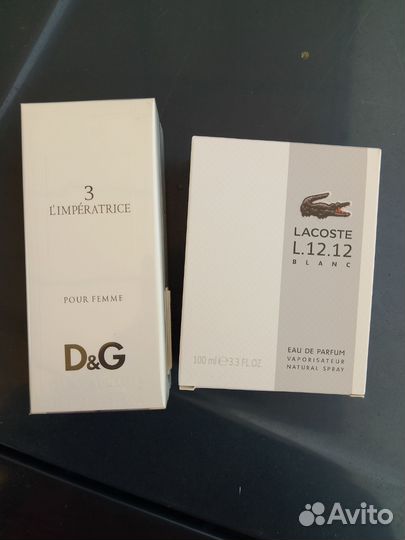 3
L'IMPÉRATRICE
POUR FEMME
D&G
LACOSTE
L.12.12
BLANC
100 ml ℮ 3.3 FL.OZ
EAU DE PARFUM
VAPORISATEUR
NATURAL SPRAY
Avito